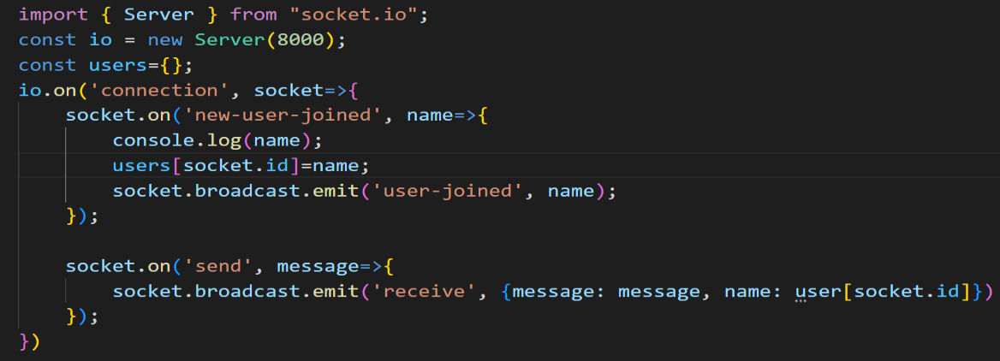 import { Server } from "socket.io";
const io = new Server(8000);
const users={};
io.on('connection', socket=>{
    socket.on('new-user-joined', name=>{
        console.log(name);
        users[socket.id]=name;
        socket.broadcast.emit('user-joined', name);
    });

    socket.on('send', message=>{
        socket.broadcast.emit('receive', {message: message, name: user[socket.id]})
    });
})